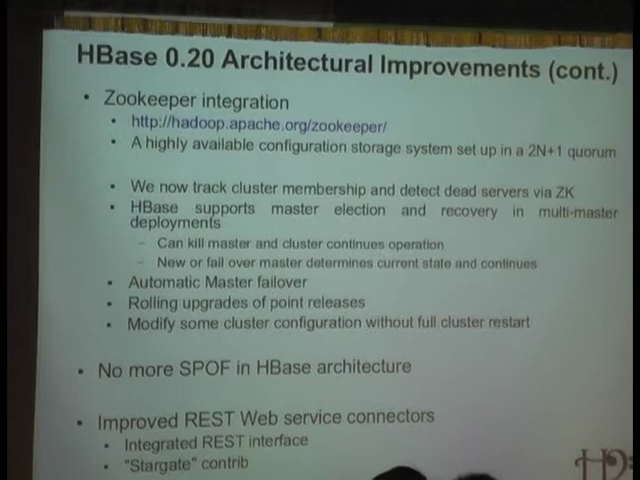 HBase 0.20 Architectural Improvements (cont.)
• Zookeeper integration
• http://hadoop.apache.org/zookeeper/
• A highly available configuration storage system set up in a 2N+1 quorum
• We now track cluster membership and detect dead servers via ZK
• HBase supports master election and recovery in multi-master
deployments
– Can kill master and cluster continues operation
– New or fail over master determines current state and continues
• Automatic Master failover
• Rolling upgrades of point releases
• Modify some cluster configuration without full cluster restart
• No more SPOF in HBase architecture
• Improved REST Web service connectors
• Integrated REST interface
• "Stargate" contrib